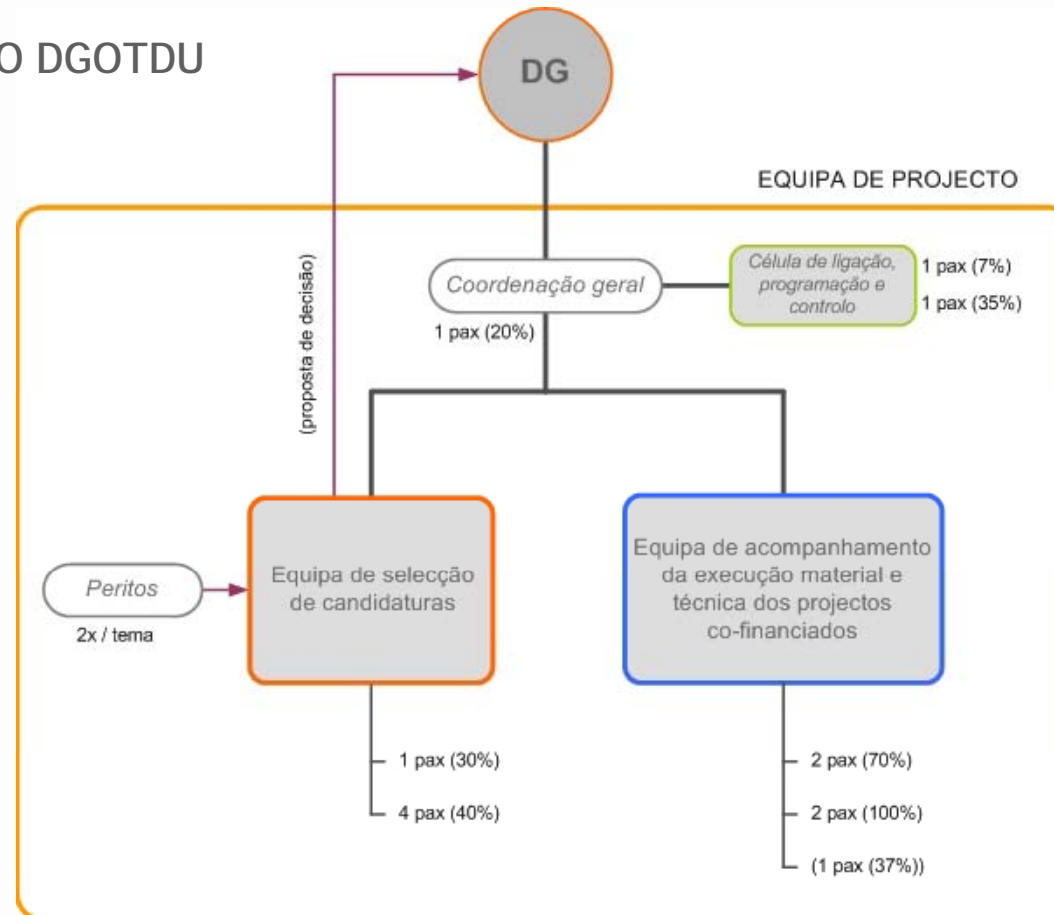 O DGOTDU
DG
EQUIPA DE PROJECTO
(proposta de decisão)
Coordenação geral
1 pax (20%)
Célula de ligação,
programação e
controlo
1 pax (7%)
1 pax (35%)
Peritos
2x / tema
Equipa de selecção
de candidaturas
1 pax (30%)
4 pax (40%)
Equipa de acompanhamento
da execução material e
técnica dos projectos
co-financiados
2 pax (70%)
2 pax (100%)
(1 pax (37%))